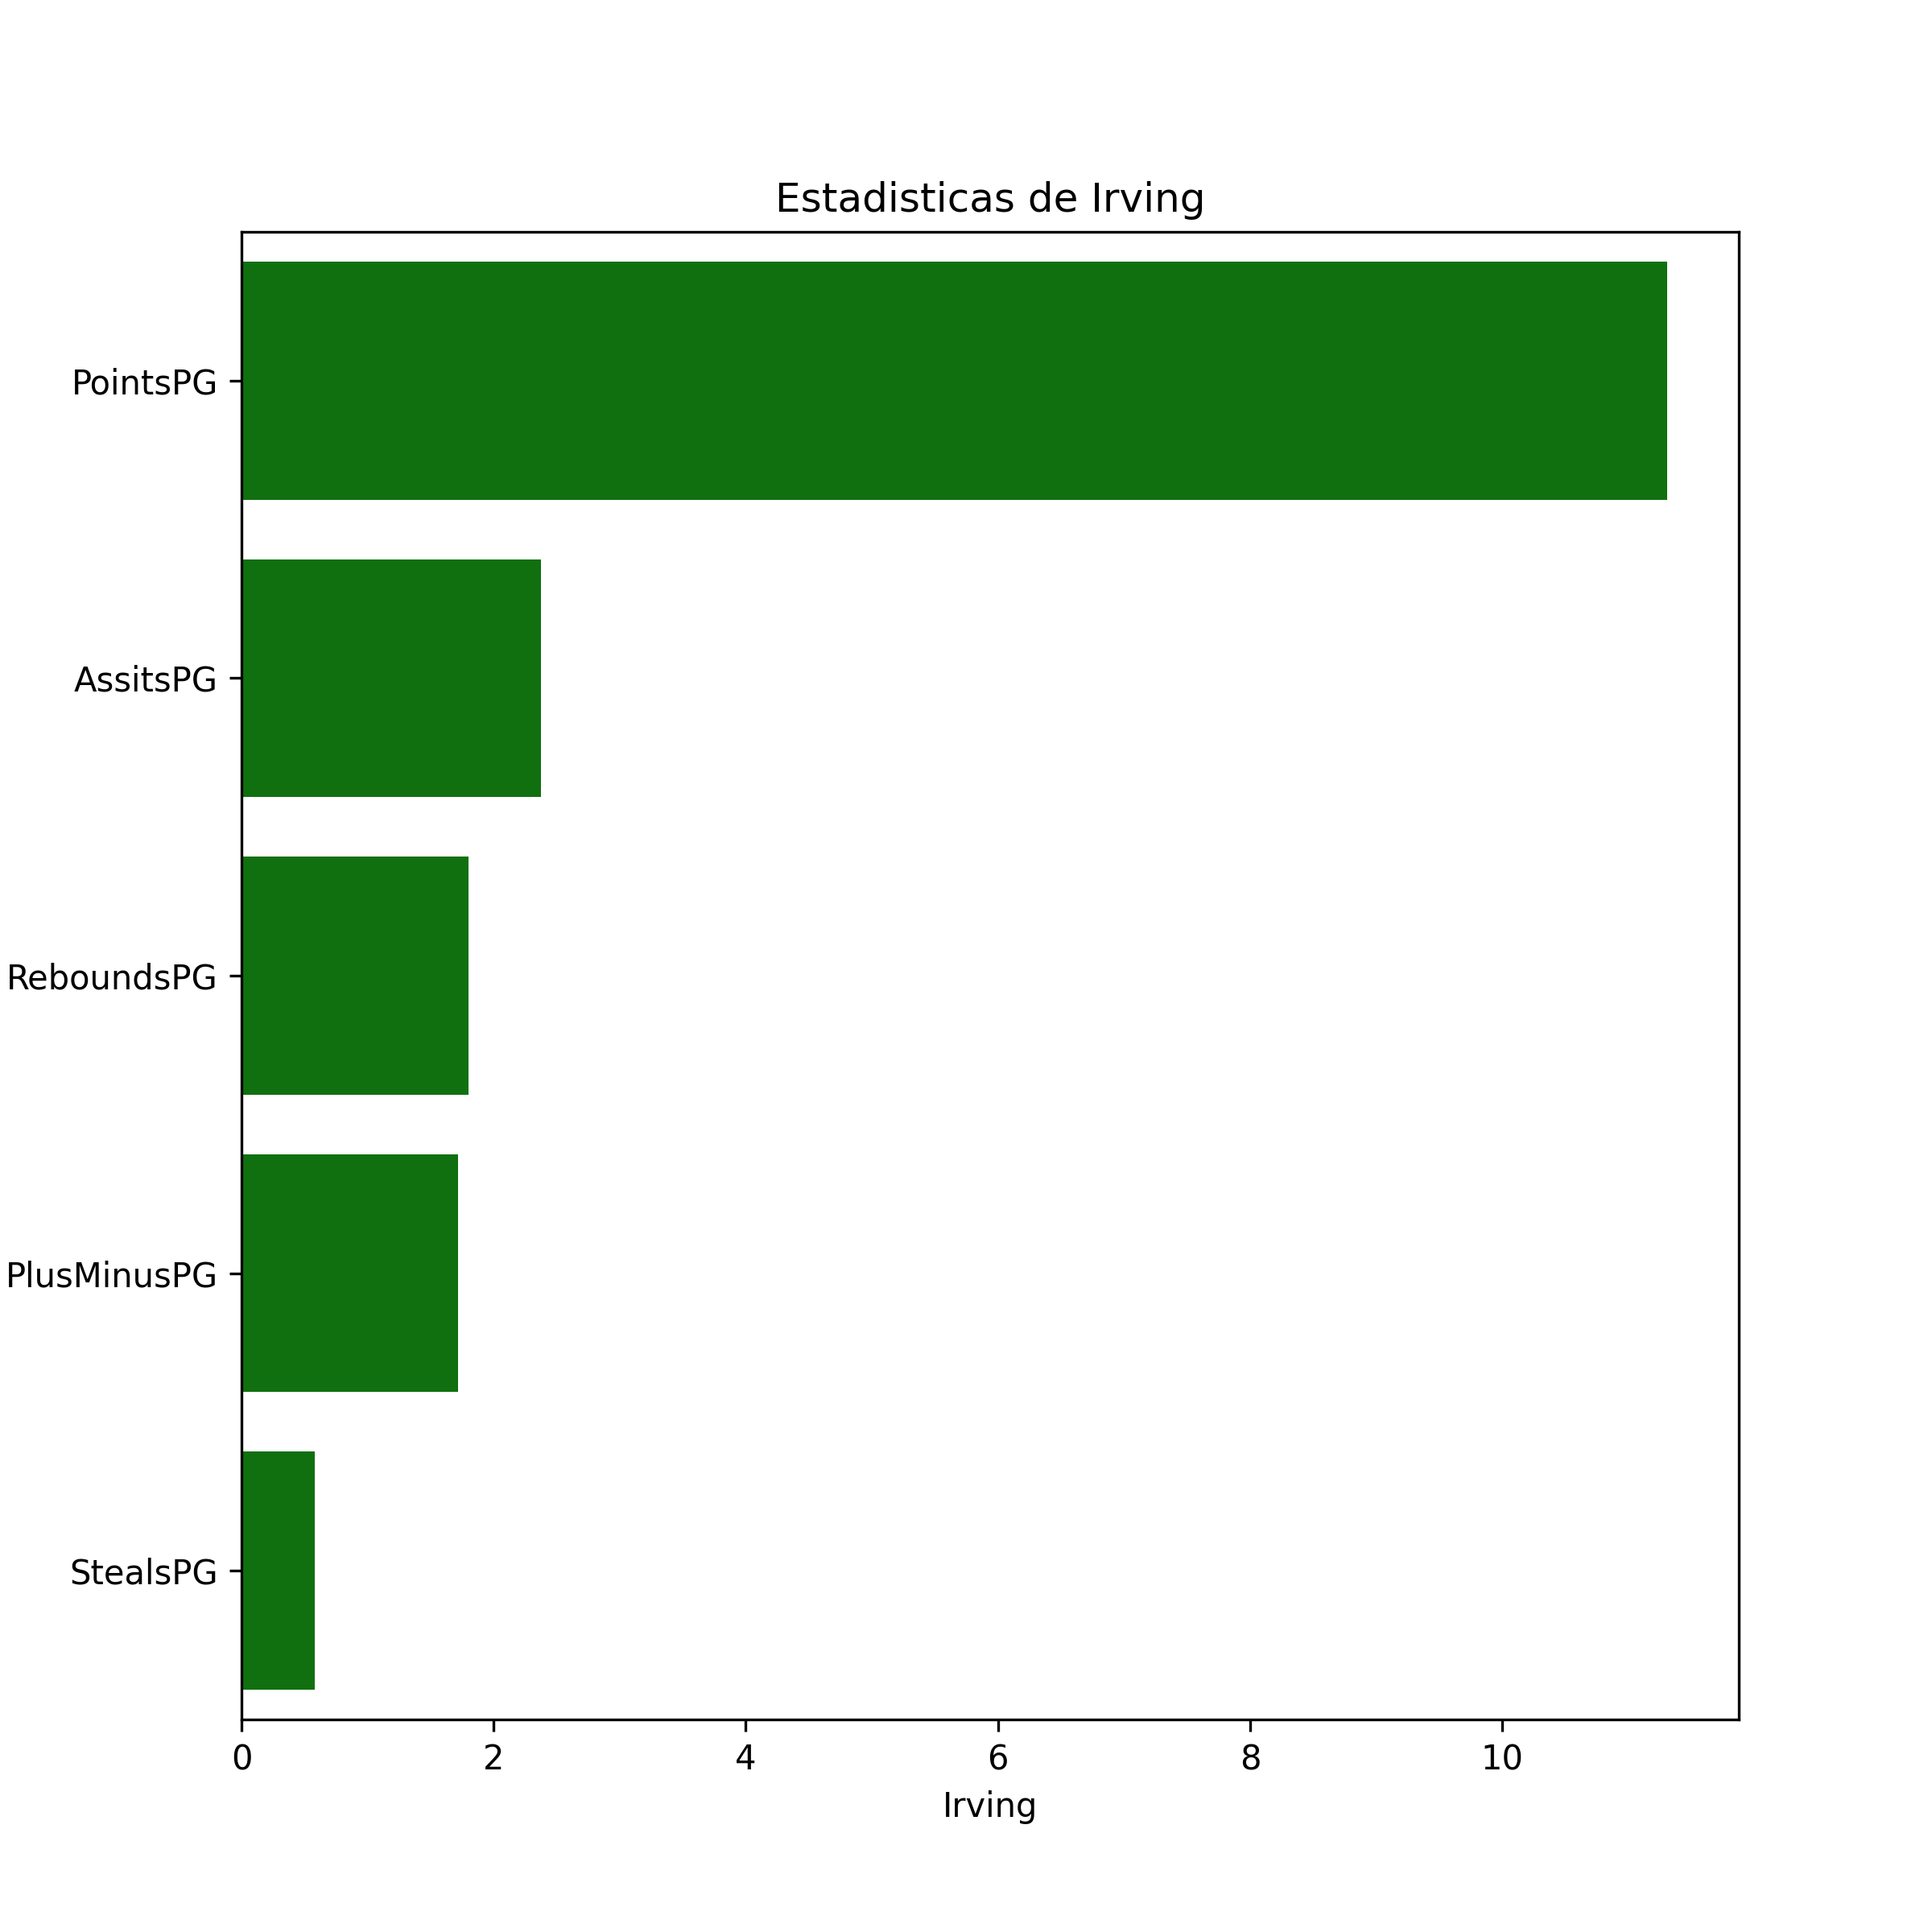 Estadisticas de Irving
PointsPG
AssitsPG
ReboundsPG
PlusMinusPG
StealsPG
0 2 4 6 8 10
Irving